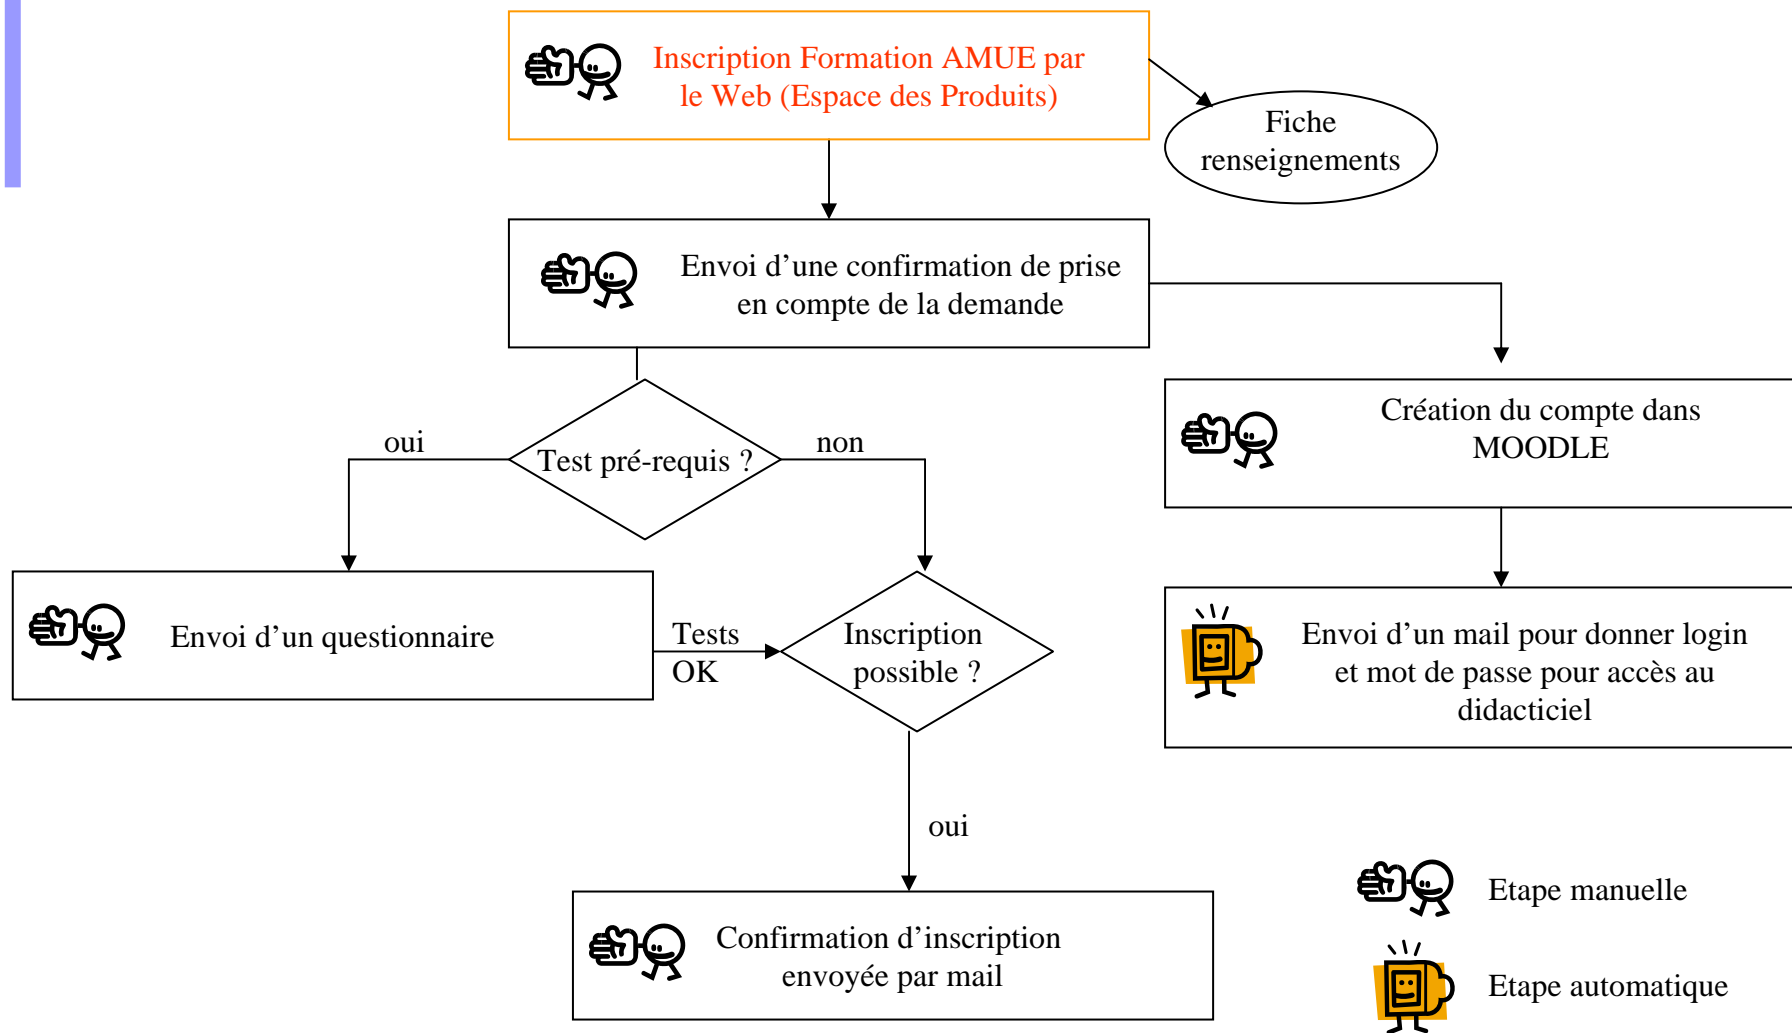 Inscription Formation AMUE par
le Web (Espace des Produits)
Fiche
renseignements
Envoi d’une confirmation de prise
en compte de la demande
Création du compte dans
MOODLE
oui
Test pré-requis ?
non
Envoi d’un questionnaire
Tests
OK
Inscription
possible ?
Envoi d’un mail pour donner login
et mot de passe pour accès au
didacticiel
oui
Confirmation d’inscription
envoyée par mail
Etape manuelle
Etape automatique